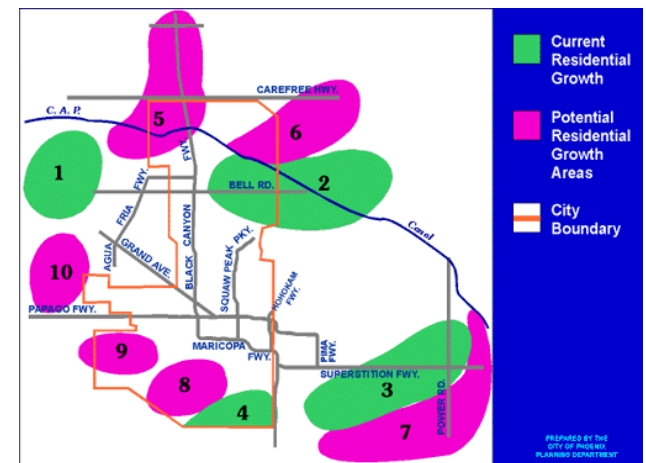 CAREFREE HWY.
C. A. P.
5
6
FWY.
1
2
BELL RD.
FWY.
FRIA
AGUA
CANYON
BLACK
PKY.
SQUAW PEAK
Canal
GRAND AVE.
10
HOHOKAM
FWY.
PAPAGO FWY.
MARICOPA
FWY.
PIMA
FWY.
9
SUPERSTITION FWY.
8
3
4
POWER RD.
7
Current
Residential
Growth
Potential
Residential
Growth
Areas
City
Boundary
PREPARED BY THE
CITY OF PHOENIX
PLANNING DEPARTMENT